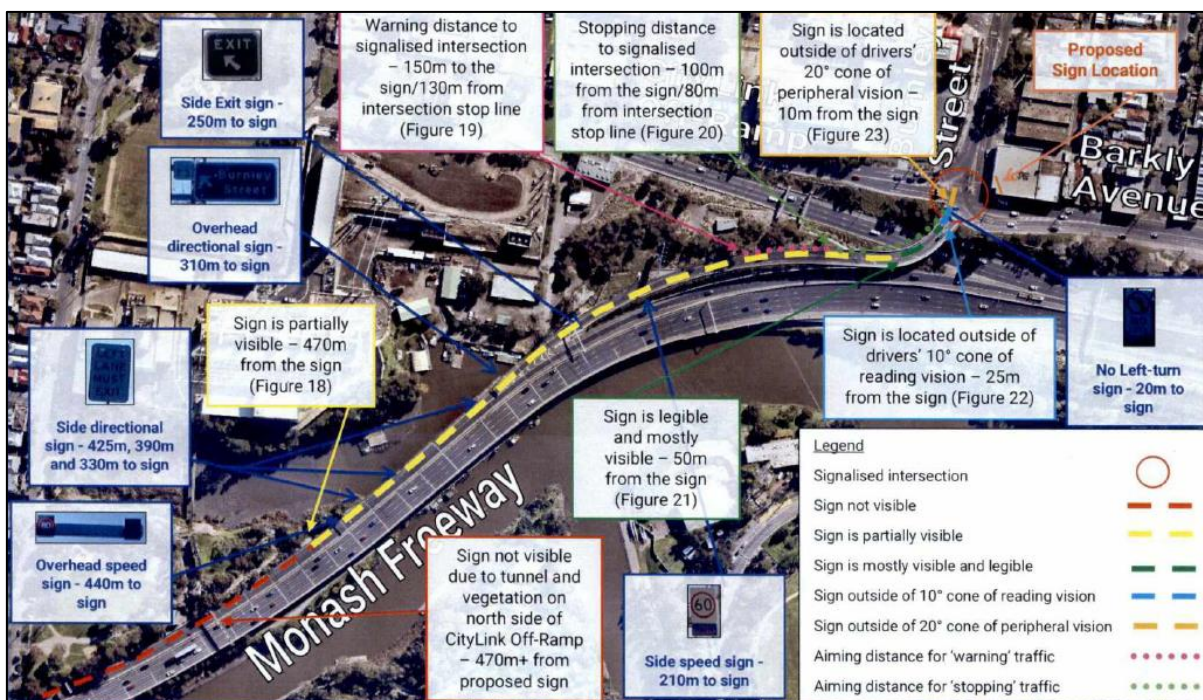 EXIT
Side Exit sign -
250m to sign
Burnley
Street
Overhead
directional sign -
310m to sign
LEFT
LANE
MUST
EXIT
Side directional
sign - 425m, 390m
and 330m to sign
80
Overhead speed
sign - 440m to
sign
Warning distance to
signalised intersection
– 150m to the
sign/130m from
intersection stop line
(Figure 19)
Stopping distance
to signalised
intersection – 100m
from the sign/80m
from intersection
stop line (Figure 20)
Sign is located
outside of drivers'
20° cone of
peripheral vision –
10m from the sign
(Figure 23)
Proposed
Sign Location
Link
Ramp
Burnley
Street
Barkly
Avenue
Sign is partially
visible – 470m
from the sign
(Figure 18)
Sign is legible
and mostly
visible – 50m
from the sign
(Figure 21)
Sign is located outside of
drivers' 10° cone of
reading vision – 25m
from the sign (Figure 22)
No Left-turn
sign - 20m to
sign
Monash Freeway
Sign not visible
due to tunnel and
vegetation on
north side of
CityLink Off-Ramp
– 470m+ from
proposed sign
60
Side speed sign -
210m to sign
Legend
Signalised intersection
Sign not visible
Sign is partially visible
Sign is mostly visible and legible
Sign outside of 10° cone of reading vision
Sign outside of 20° cone of peripheral vision
Aiming distance for 'warning' traffic
Aiming distance for 'stopping' traffic